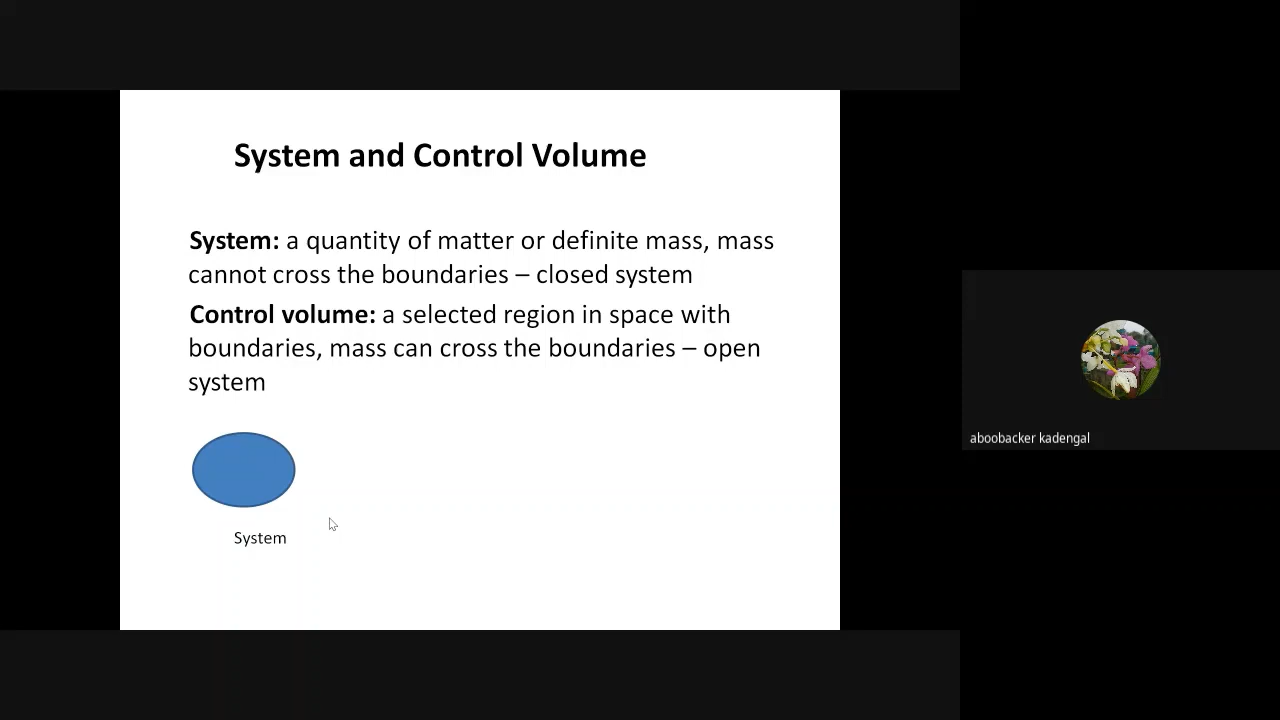 System and Control Volume
System: a quantity of matter or definite mass, mass
cannot cross the boundaries – closed system
Control volume: a selected region in space with
boundaries, mass can cross the boundaries – open
system
System
aboobacker kadengal